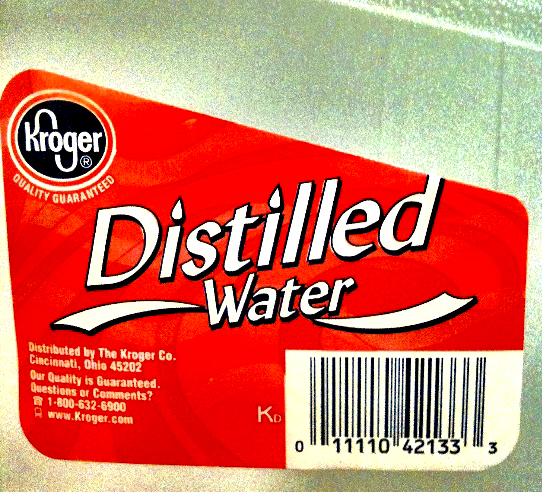 Kroger®
QUALITY GUARANTEED
Distilled
Water
Distributed by The Kroger Co.
Cincinnati, Ohio 45202
Our Quality is Guaranteed.
Questions or Comments?
1-800-632-6900
www.Kroger.com
KD
0 11110 42133 3